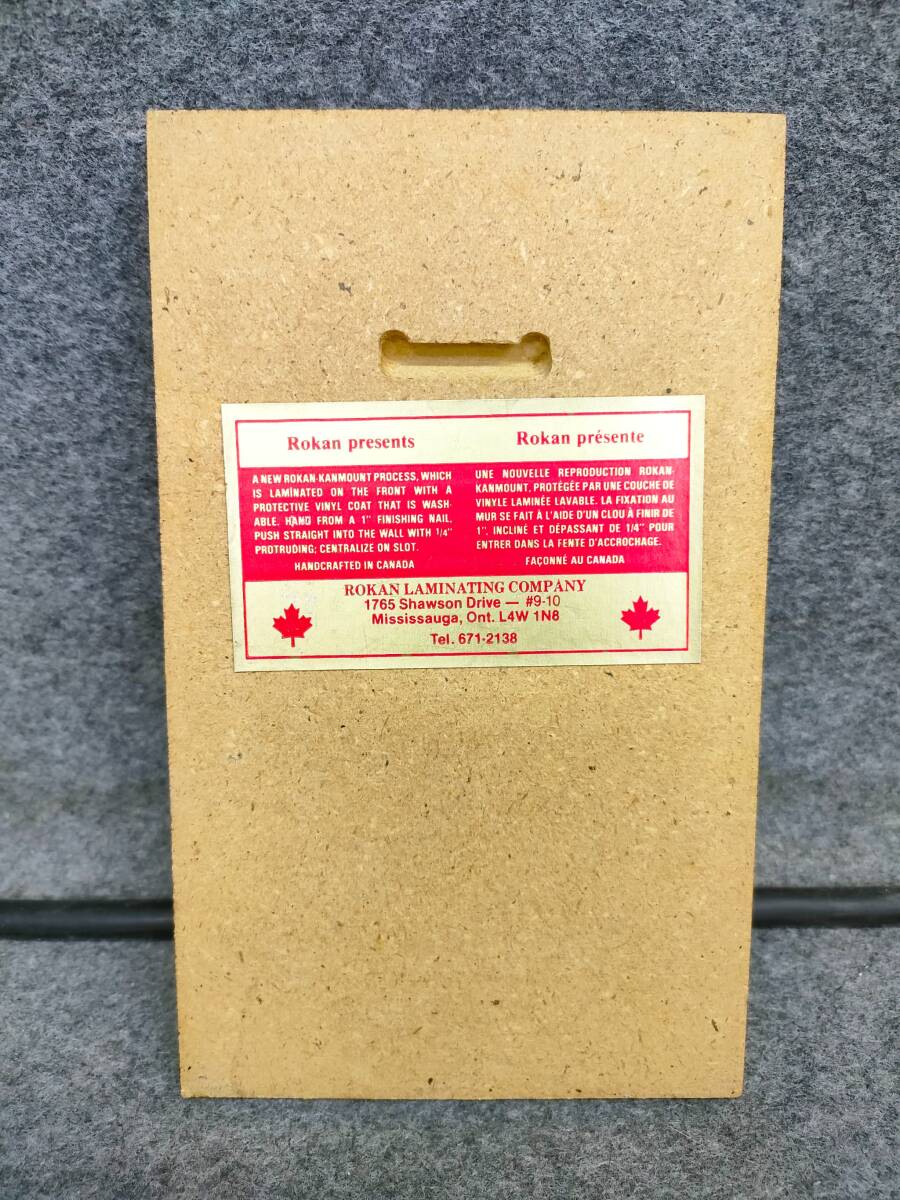 Rokan presents
A NEW ROKAN-KANMOUNT PROCESS, WHICH
IS LAMINATED ON THE FRONT WITH A
PROTECTIVE VINYL COAT THAT IS WASH-
ABLE. HAND FROM A 1" FINISHING NAIL,
PUSH STRAIGHT INTO THE WALL WITH 1/4"
PROTRUDING; CENTRALIZE ON SLOT.
HANDCRAFTED IN CANADA
Rokan présente
UNE NOUVELLE REPRODUCTION ROKAN-
KANMOUNT, PROTÉGÉE PAR UNE COUCHE DE
VINYLE LAMINÉE LAVABLE. LA FIXATION AU
MUR SE FAIT À L'AIDE D'UN CLOU À FINIR DE
1", INCLINÉ ET DÉPASSANT DE 1/4" POUR
ENTRER DANS LA FENTE D'ACCROCHAGE.
FAÇONNÉ AU CANADA
ROKAN LAMINATING COMPANY
1765 Shawson Drive — #9-10
Mississauga, Ont. L4W 1N8
Tel. 671-2138